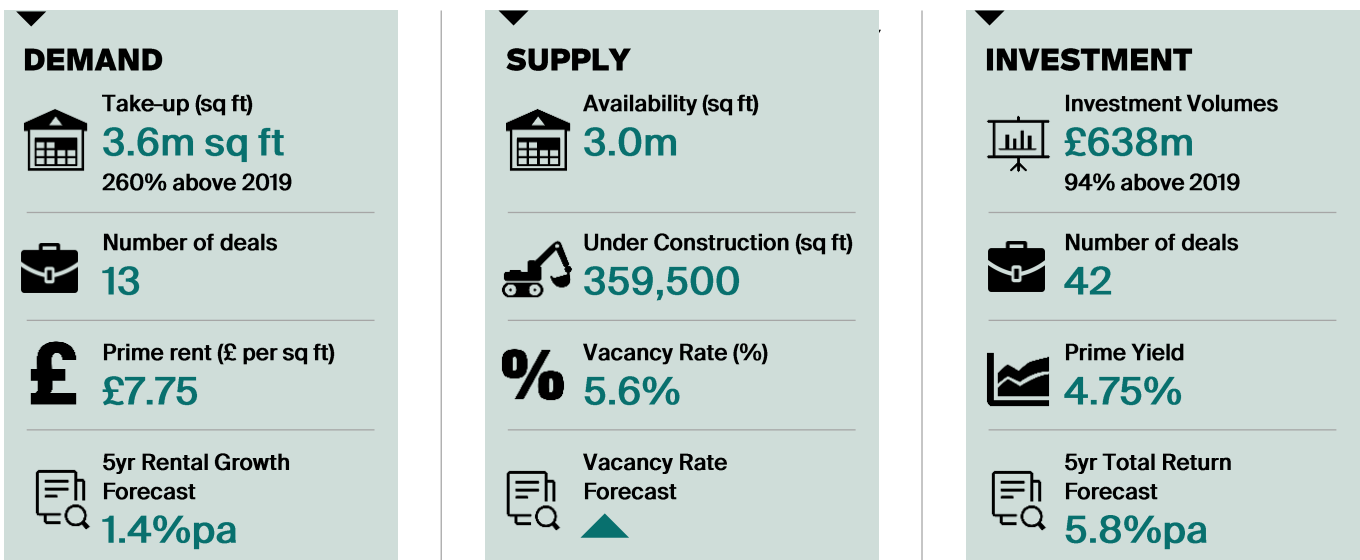 DEMAND
Take-up (sq ft)
3.6m sq ft
260% above 2019
Number of deals
13
£
Prime rent (£ per sq ft)
£7.75
5yr Rental Growth
Forecast
1.4%pa
SUPPLY
Availability (sq ft)
3.0m
Under Construction (sq ft)
359,500
%
Vacancy Rate (%)
5.6%
Vacancy Rate
Forecast
INVESTMENT
Investment Volumes
£638m
94% above 2019
Number of deals
42
Prime Yield
4.75%
5yr Total Return
Forecast
5.8%pa